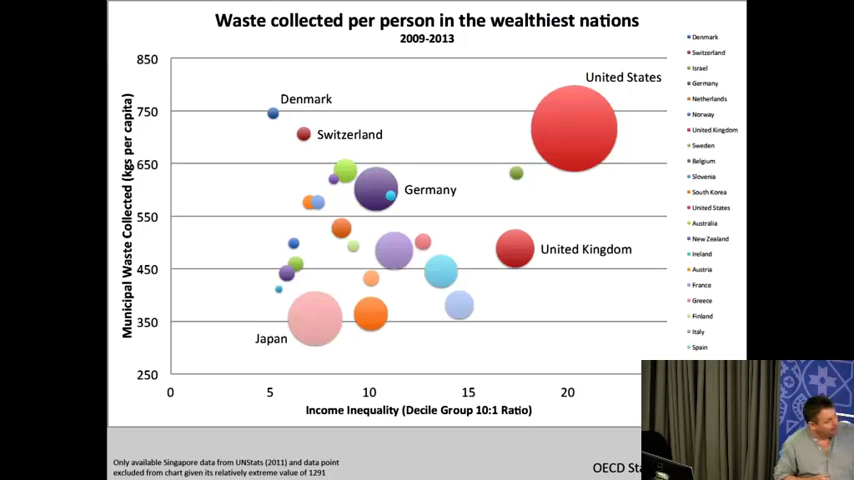 Waste collected per person in the wealthiest nations
2009-2013
850
750
650
550
450
350
250
Municipal Waste Collected (kgs per capita)
United States
Denmark
Switzerland
Germany
United Kingdom
Japan
0
5
10
15
20
Income Inequality (Decile Group 10:1 Ratio)
Denmark
Switzerland
Israel
Germany
Netherlands
Norway
United Kingdom
Sweden
Belgium
Slovenia
South Korea
United States
Australia
New Zealand
Ireland
Austria
France
Greece
Finland
Italy
Spain
Only available Singapore data from UNStats (2011) and data point
excluded from chart given its relatively extreme value of 1291
OECD